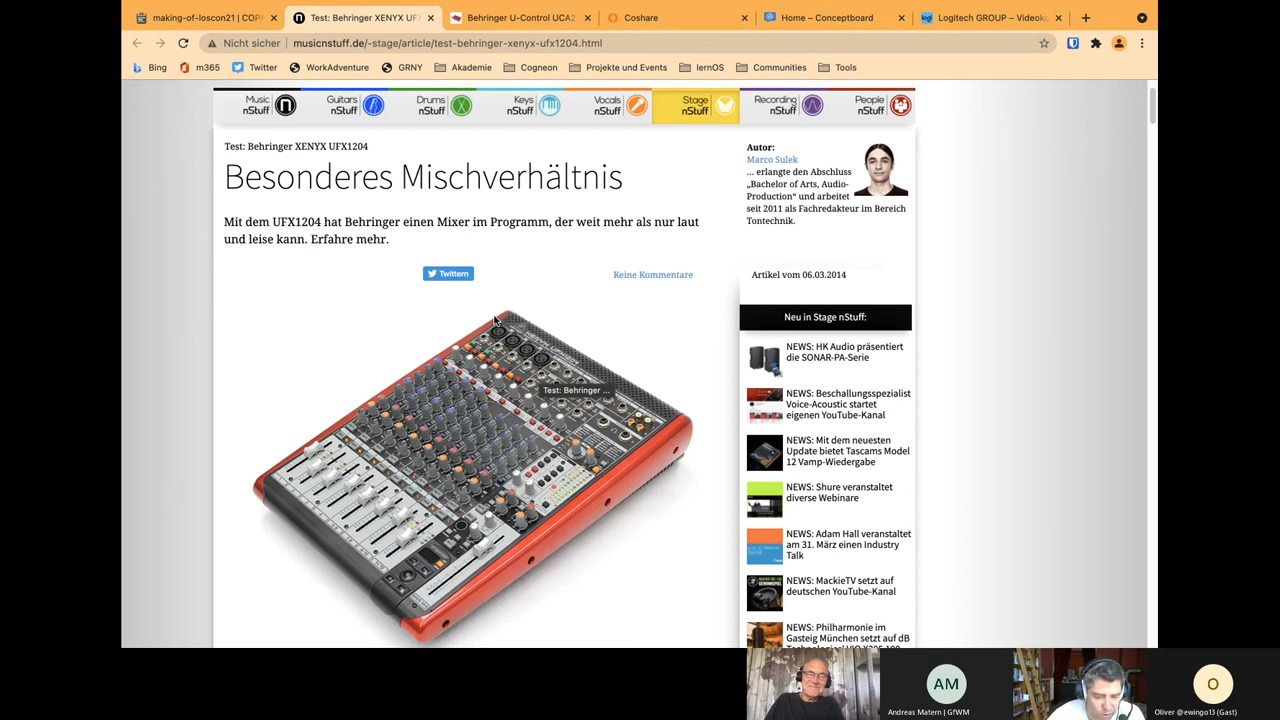 making-of-loscon21 | COPA
Test: Behringer XENYX UFX
Behringer U-Control UCA2
Coshare
Home – Conceptboard
Logitech GROUP – Videoko
Nicht sicher
musicnstuff.de/-stage/article/test-behringer-xenyx-ufx1204.html
Bing
m365
Twitter
WorkAdventure
GRNY
Akademie
Cogneon
Projekte und Events
lernOS
Communities
Tools
Music
nStuff
Guitars
nStuff
Drums
nStuff
Keys
nStuff
Vocals
nStuff
Stage
nStuff
Recording
nStuff
People
nStuff
Test: Behringer XENYX UFX1204
Besonderes Mischverhältnis
Mit dem UFX1204 hat Behringer einen Mixer im Programm, der weit mehr als nur laut
und leise kann. Erfahre mehr.
Twittern
Keine Kommentare
Test: Behringer ...
Autor:
Marco Sulek
... erlangte den Abschluss
„Bachelor of Arts, Audio-
Production“ und arbeitet
seit 2011 als Fachredakteur im Bereich
Tontechnik.
Artikel vom 06.03.2014
Neu in Stage nStuff:
NEWS: HK Audio präsentiert
die SONAR-PA-Serie
NEWS: Beschallungsspezialist
Voice-Acoustic startet
eigenen YouTube-Kanal
NEWS: Mit dem neuesten
Update bietet Tascams Model
12 Vamp-Wiedergabe
NEWS: Shure veranstaltet
diverse Webinare
NEWS: Adam Hall veranstaltet
am 31. März einen Industry
Talk
NEWS: MackieTV setzt auf
deutschen YouTube-Kanal
NEWS: Philharmonie im
Gasteig München setzt auf dB
AM
Andreas Matern | GfWM
O
Oliver @ewingo13 (Gast)